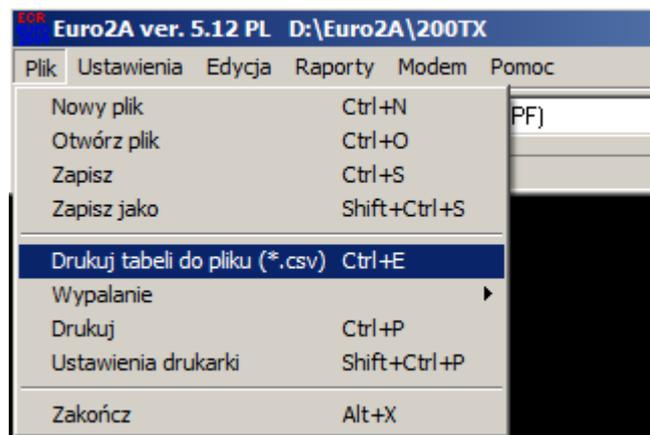 ECR Euro2A ver. 5.12 PL D:\Euro2A\200TX
Plik Ustawienia Edycja Raporty Modem Pomoc
PF)
Nowy plik Ctrl+N
Otwórz plik Ctrl+O
Zapisz Ctrl+S
Zapisz jako Shift+Ctrl+S
Drukuj tabeli do pliku (*.csv) Ctrl+E
Wypalanie
Drukuj Ctrl+P
Ustawienia drukarki Shift+Ctrl+P
Zakończ Alt+X